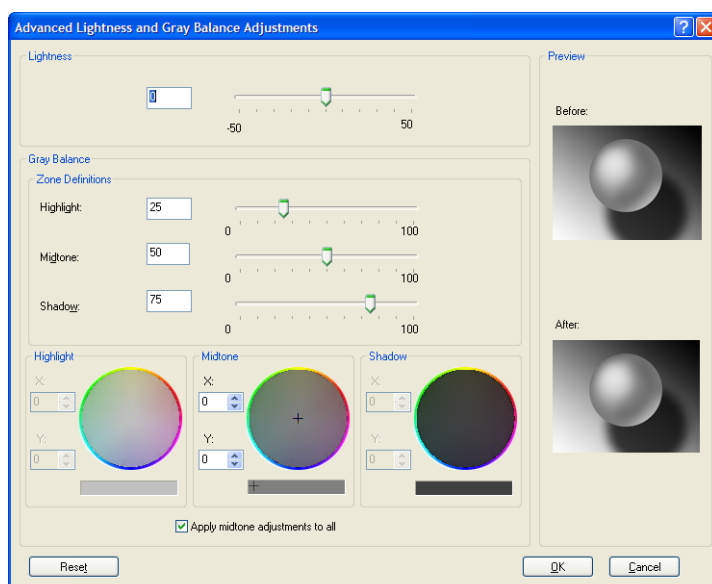 Advanced Lightness and Gray Balance Adjustments
Lightness
0
-50 50
Gray Balance
Zone Definitions
Highlight: 25
0 100
Midtone: 50
0 100
Shadow: 75
0 100
Highlight
X:
0
Y:
0
Midtone
X:
0
Y:
0
Shadow
X:
0
Y:
0
Apply midtone adjustments to all
Preview
Before:
After:
Reset
OK
Cancel